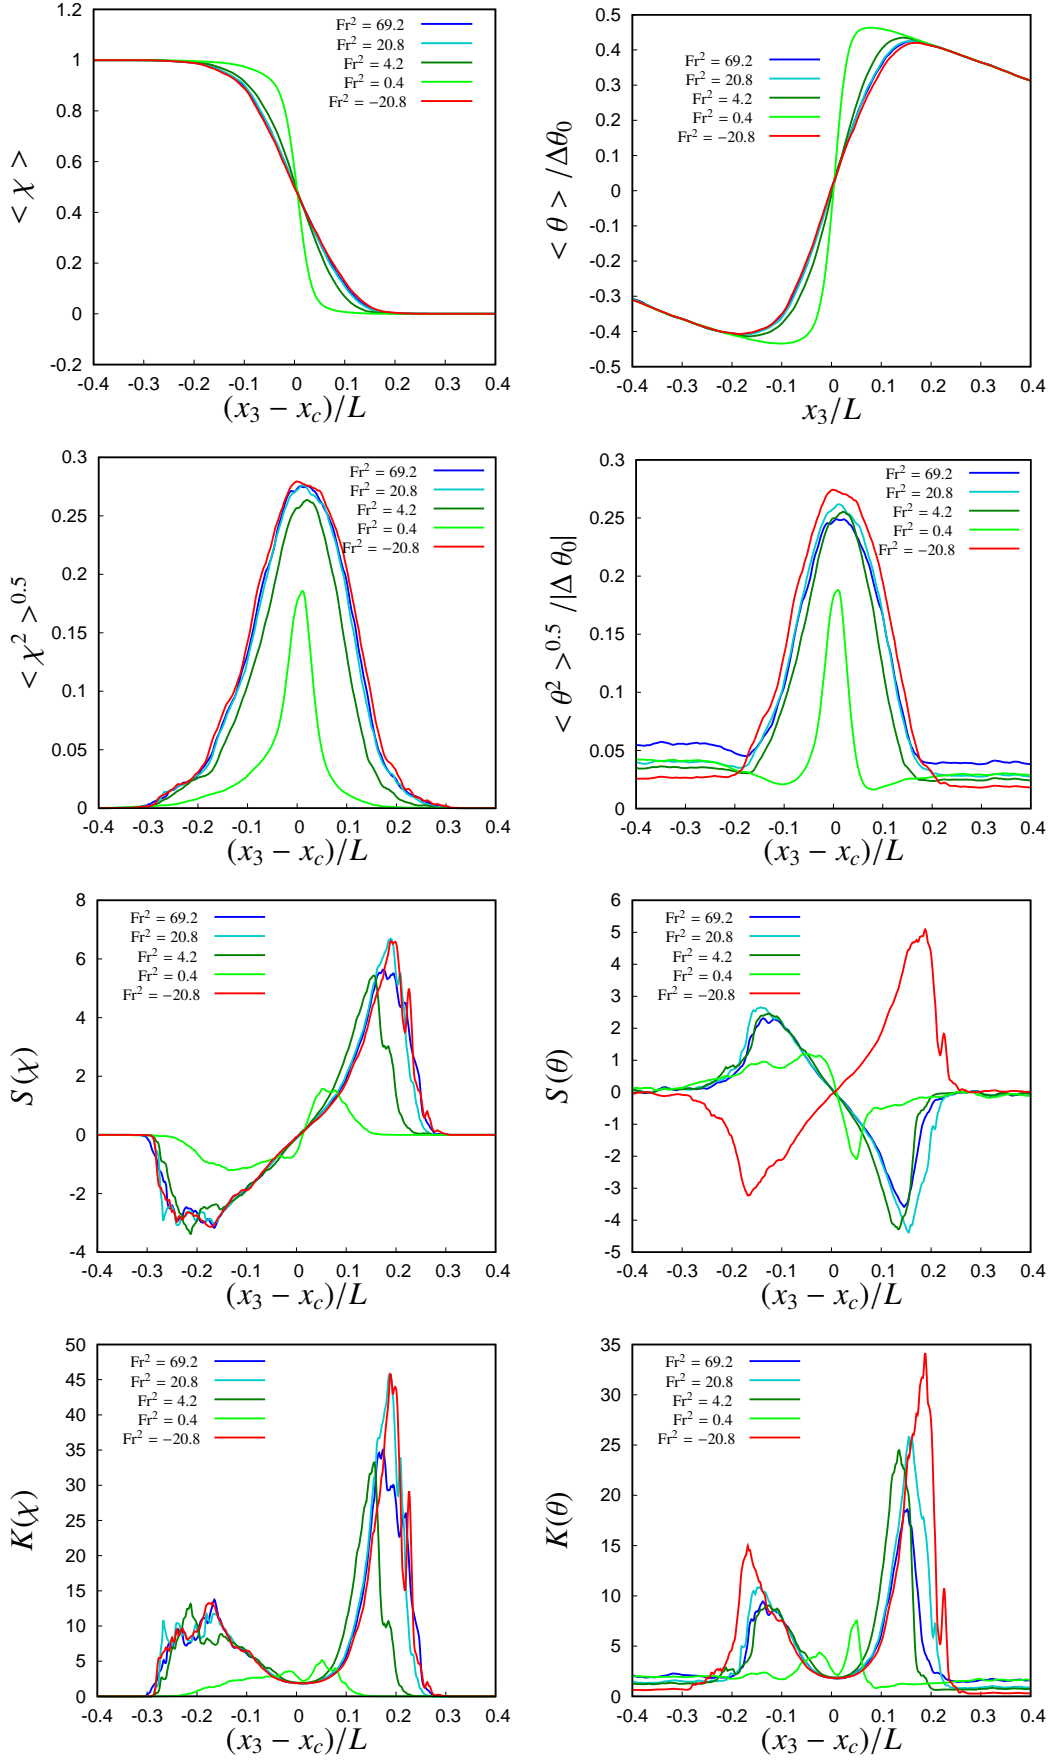 1.2
1
0.8
0.6
0.4
0.2
0
-0.2
-0.4 -0.3 -0.2 -0.1 0 0.1 0.2 0.3 0.4
< χ >
(x₃ − x_c)/L
Fr² = 69.2
Fr² = 20.8
Fr² = 4.2
Fr² = 0.4
Fr² = −20.8
0.5
0.4
0.3
0.2
0.1
0
-0.1
-0.2
-0.3
-0.4
-0.5
-0.4 -0.3 -0.2 -0.1 0 0.1 0.2 0.3 0.4
< θ > /Δθ₀
x₃/L
Fr² = 69.2
Fr² = 20.8
Fr² = 4.2
Fr² = 0.4
Fr² = −20.8
0.3
0.25
0.2
0.15
0.1
0.05
0
-0.4 -0.3 -0.2 -0.1 0 0.1 0.2 0.3 0.4
< χ² >^0.5
(x₃ − x_c)/L
Fr² = 69.2
Fr² = 20.8
Fr² = 4.2
Fr² = 0.4
Fr² = −20.8
0.3
0.25
0.2
0.15
0.1
0.05
0
-0.4 -0.3 -0.2 -0.1 0 0.1 0.2 0.3 0.4
< θ² >^0.5 /|Δ θ₀|
(x₃ − x_c)/L
Fr² = 69.2
Fr² = 20.8
Fr² = 4.2
Fr² = 0.4
Fr² = −20.8
8
6
4
2
0
-2
-4
-0.4 -0.3 -0.2 -0.1 0 0.1 0.2 0.3 0.4
S(χ)
(x₃ − x_c)/L
Fr² = 69.2
Fr² = 20.8
Fr² = 4.2
Fr² = 0.4
Fr² = −20.8
6
5
4
3
2
1
0
-1
-2
-3
-4
-5
-0.4 -0.3 -0.2 -0.1 0 0.1 0.2 0.3 0.4
S(θ)
(x₃ − x_c)/L
Fr² = 69.2
Fr² = 20.8
Fr² = 4.2
Fr² = 0.4
Fr² = −20.8
50
45
40
35
30
25
20
15
10
5
0
-0.4 -0.3 -0.2 -0.1 0 0.1 0.2 0.3 0.4
K(χ)
(x₃ − x_c)/L
Fr² = 69.2
Fr² = 20.8
Fr² = 4.2
Fr² = 0.4
Fr² = −20.8
35
30
25
20
15
10
5
0
-0.4 -0.3 -0.2 -0.1 0 0.1 0.2 0.3 0.4
K(θ)
(x₃ − x_c)/L
Fr² = 69.2
Fr² = 20.8
Fr² = 4.2
Fr² = 0.4
Fr² = −20.8